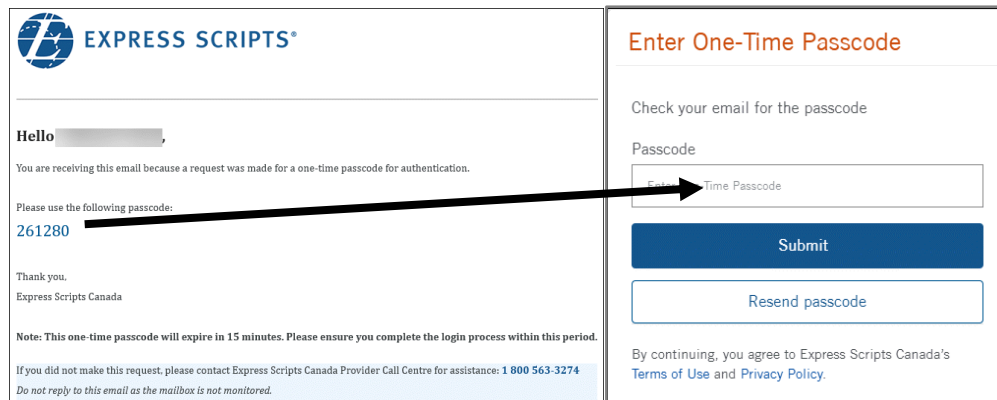 EXPRESS SCRIPTS®
Hello ,
You are receiving this email because a request was made for a one-time passcode for authentication.
Please use the following passcode:
261280
Thank you,
Express Scripts Canada
Note: This one-time passcode will expire in 15 minutes. Please ensure you complete the login process within this period.
If you did not make this request, please contact Express Scripts Canada Provider Call Centre for assistance: 1 800 563-3274
Do not reply to this email as the mailbox is not monitored.
Enter One-Time Passcode
Check your email for the passcode
Passcode
Enter Time Passcode
Submit
Resend passcode
By continuing, you agree to Express Scripts Canada's
Terms of Use and Privacy Policy.